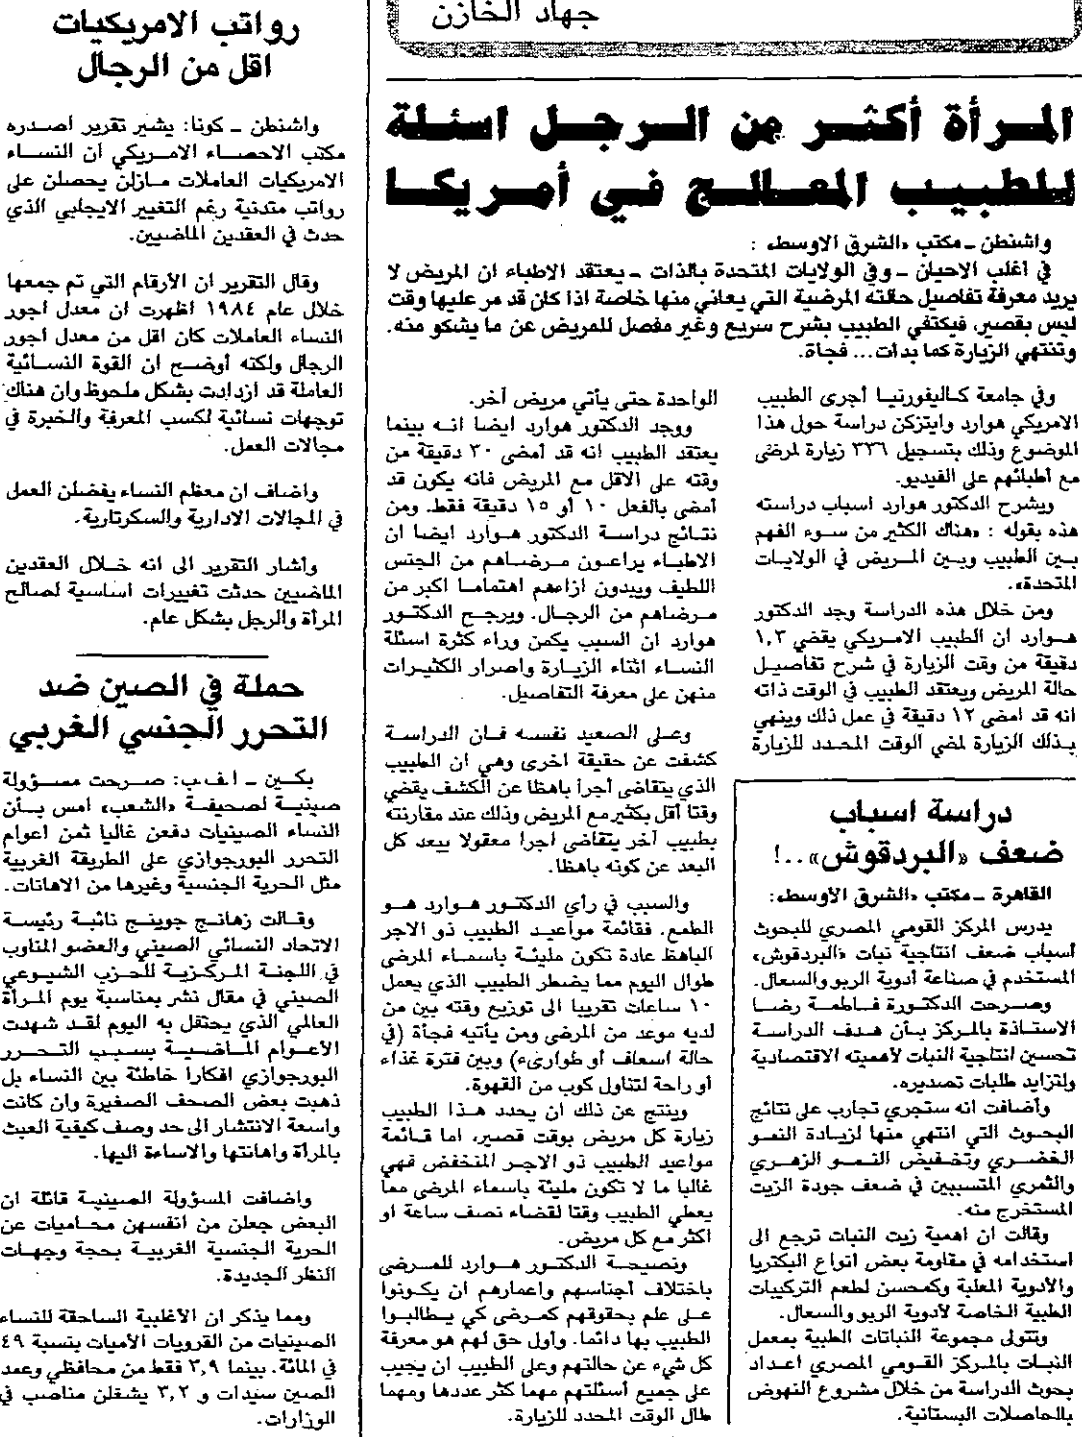 جهاد الخازن
المرأة أكثر من الرجل اسئلة
للطبيب المعالج في أمريكا
واشنطن ـ مكتب «الشرق الاوسط» :
في اغلب الاحيان ـ وفي الولايات المتحدة بالذات ـ يعتقد الاطباء ان المريض لا
يريد معرفة تفاصيل حالته المرضية التي يعاني منها خاصة اذا كان قد مر عليها وقت
ليس بقصير، فيكتفي الطبيب بشرح سريع وغير مفصل للمريض عن ما يشكو منه.
وتنتهي الزيارة كما بدات... فجأة.
وفي جامعة كاليفورنيا أجرى الطبيب
الامريكي هوارد وايتزكن دراسة حول هذا
الموضوع وذلك بتسجيل ٣٣٦ زيارة لمرضى
مع أطبائهم على الفيديو.
ويشرح الدكتور هوارد اسباب دراسته
هذه بقوله : «هناك الكثير من سوء الفهم
بين الطبيب وبين المريض في الولايات
المتحدة».
ومن خلال هذه الدراسة وجد الدكتور
هوارد ان الطبيب الامريكي يقضي ١,٣
دقيقة من وقت الزيارة في شرح تفاصيل
حالة المريض ويعتقد الطبيب في الوقت ذاته
انه قد امضى ١٢ دقيقة في عمل ذلك وينهي
بذلك الزيارة لمضي الوقت المحدد للزيارة
الواحدة حتى يأتي مريض آخر.
ووجد الدكتور هوارد ايضا انه بينما
يعتقد الطبيب انه قد أمضى ٣٠ دقيقة من
وقته على الاقل مع المريض فانه يكون قد
أمضى بالفعل ١٠ أو ١٥ دقيقة فقط. ومن
نتائج دراسة الدكتور هوارد ايضا ان
الاطباء يراعون مرضاهم من الجنس
اللطيف ويبدون ازاءهم اهتماما اكبر من
مرضاهم من الرجال. ويرجح الدكتور
هوارد ان السبب يكمن وراء كثرة اسئلة
النساء اثناء الزيارة واصرار الكثيرات
منهن على معرفة التفاصيل.
وعلى الصعيد نفسه فان الدراسة
كشفت عن حقيقة اخرى وهي ان الطبيب
الذي يتقاضى أجرا باهظا عن الكشف يقضي
وقتا أقل بكثير مع المريض وذلك عند مقارنته
بطبيب آخر يتقاضى اجرا معقولا يبعد كل
البعد عن كونه باهظا.
والسبب في رأي الدكتور هوارد هو
الطمع. فقائمة مواعيد الطبيب ذو الاجر
الباهظ عادة تكون مليئة باسماء المرضى
طوال اليوم مما يضطر الطبيب الذي يعمل
١٠ ساعات تقريبا الى توزيع وقته بين من
لديه موعد من المرضى ومن يأتيه فجأة (في
حالة اسعاف أو طوارىء) وبين فترة غذاء
أو راحة لتناول كوب من القهوة.
وينتج عن ذلك ان يحدد هذا الطبيب
زيارة كل مريض بوقت قصير، اما قائمة
مواعيد الطبيب ذو الاجر المنخفض فهي
غالبا ما لا تكون مليئة باسماء المرضى مما
يعطي الطبيب وقتا لقضاء نصف ساعة او
اكثر مع كل مريض.
ونصيحة الدكتور هوارد للمرضى
باختلاف أجناسهم واعمارهم ان يكونوا
على علم بحقوقهم كمرضى كي يطالبوا
الطبيب بها دائما. وأول حق لهم هو معرفة
كل شيء عن حالتهم وعلى الطبيب ان يجيب
على جميع أسئلتهم مهما كثر عددها ومهما
طال الوقت المحدد للزيارة.
دراسة اسباب
ضعف «البردقوش»..!
القاهرة ـ مكتب «الشرق الاوسط»:
يدرس المركز القومي المصري للبحوث
أسباب ضعف انتاجية نبات «البردقوش»
المستخدم في صناعة أدوية الربو والسعال.
وصرحت الدكتورة فاطمة رضا
الاستاذة بالمركز بأن هدف الدراسة
تحسين انتاجية النبات لأهميته الاقتصادية
ولتزايد طلبات تصديره.
وأضافت انه ستجري تجارب على نتائج
البحوث التي انتهي منها لزيادة النمو
الخضري وتخفيض النمو الزهري
والثمري المتسببين في ضعف جودة الزيت
المستخرج منه.
وقالت ان اهمية زيت النبات ترجع الى
استخدامه في مقاومة بعض انواع البكتريا
والأدوية المعلبة وكمحسن لطعم التركيبات
الطبية الخاصة لأدوية الربو والسعال.
وتتولى مجموعة النباتات الطبية بمعمل
النبات بالمركز القومي المصري اعداد
بحوث الدراسة من خلال مشروع النهوض
بالحاصلات البستانية.
رواتب الامريكيات
اقل من الرجال
واشنطن ـ كونا: يشير تقرير اصدره
مكتب الاحصاء الامريكي ان النساء
الامريكيات العاملات مازلن يحصلن على
رواتب متدنية رغم التغيير الايجابي الذي
حدث في العقدين الماضيين.
وقال التقرير ان الأرقام التي تم جمعها
خلال عام ١٩٨٤ اظهرت ان معدل اجور
النساء العاملات كان اقل من معدل اجور
الرجال ولكنه أوضح ان القوة النسائية
العاملة قد ازدادت بشكل ملحوظ وان هناك
توجهات نسائية لكسب المعرفة والخبرة في
مجالات العمل.
واضاف ان معظم النساء يفضلن العمل
في المجالات الادارية والسكرتارية.
وأشار التقرير الى انه خلال العقدين
الماضيين حدثت تغييرات اساسية لصالح
المرأة والرجل بشكل عام.
حملة في الصين ضد
التحرر الجنسي الغربي
بكين ـ ا.ف.ب: صرحت مسؤولة
صينية لصحيفة «الشعب» امس بأن
النساء الصينيات دفعن غاليا ثمن اعوام
التحرر البورجوازي على الطريقة الغربية
مثل الحرية الجنسية وغيرها من الاهانات.
وقالت زهانج جوينج نائبة رئيسة
الاتحاد النسائي الصيني والعضو المناوب
في اللجنة المركزية للحزب الشيوعي
الصيني في مقال نشر بمناسبة يوم المرأة
العالمي الذي يحتفل به اليوم لقد شهدت
الأعوام الماضية بسبب التحرر
البورجوازي افكارا خاطئة بين النساء بل
ذهبت بعض الصحف الصغيرة وان كانت
واسعة الانتشار الى حد وصف كيفية العبث
بالمرأة واهانتها والاساءة اليها.
واضافت المسؤولة الصينية قائلة ان
البعض جعلن من انفسهن محاميات عن
الحرية الجنسية الغربية بحجة وجهات
النظر الجديدة.
ومما يذكر ان الأغلبية الساحقة للنساء
الصينيات من القرويات الأميات بنسبة ٤٩
في المائة. بينما ٣,٩ فقط من محافظي وعمد
الصين سيدات و ٣,٢ يشغلن مناصب في
الوزارات.